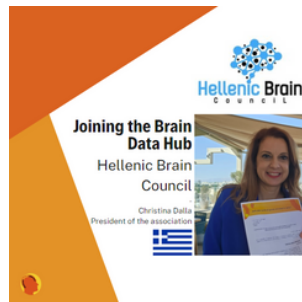 Hellenic Brain
Council
Joining the Brain
Data Hub
Hellenic Brain
Council
Christina Dalla
President of the association